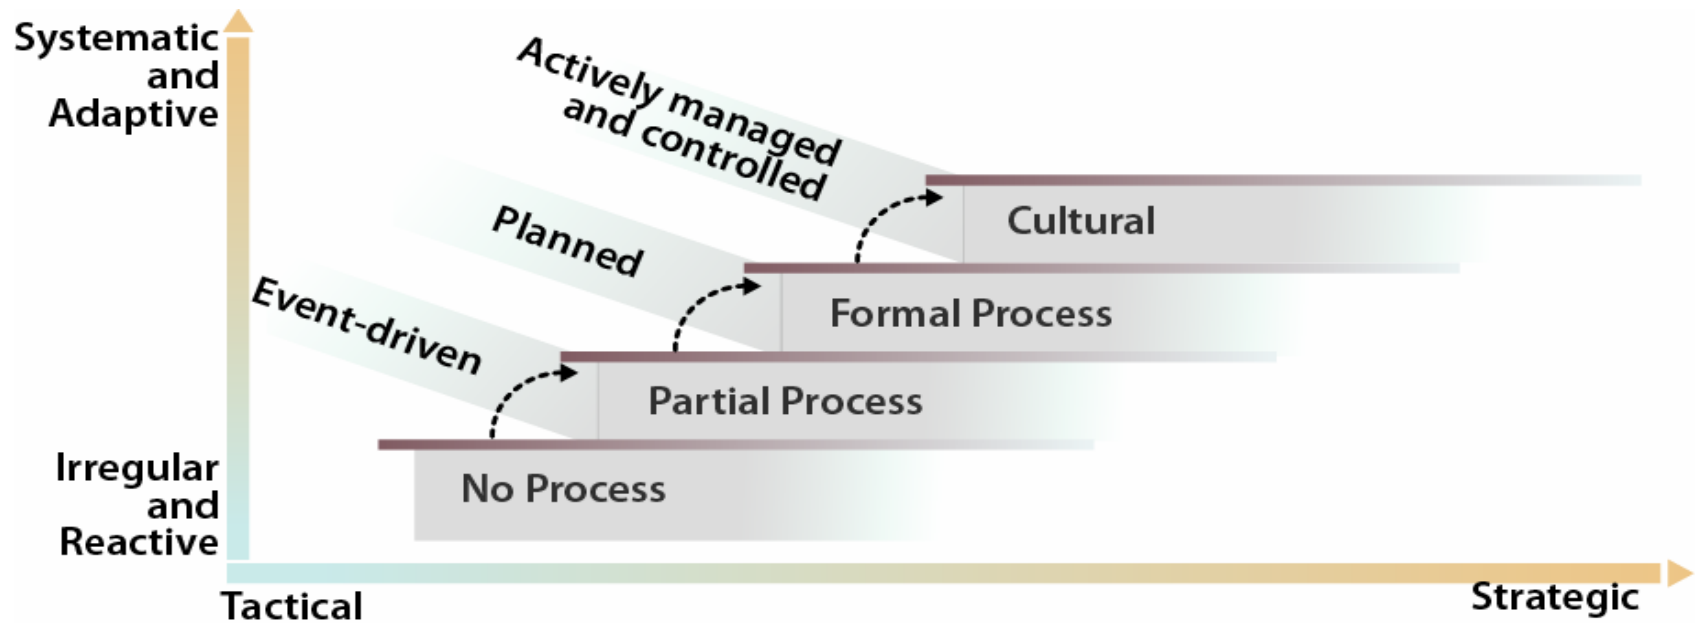 Systematic
and
Adaptive
Actively managed
and controlled
Cultural
Planned
Formal Process
Event-driven
Partial Process
Irregular
and
Reactive
No Process
Tactical
Strategic